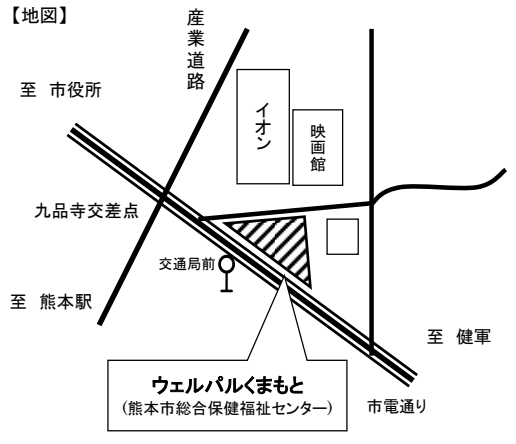 【地図】
産業道路
至 市役所
イオン
映画館
九品寺交差点
交通局前
至 熊本駅
至 健軍
ウェルパルくまもと
(熊本市総合保健福祉センター)
市電通り